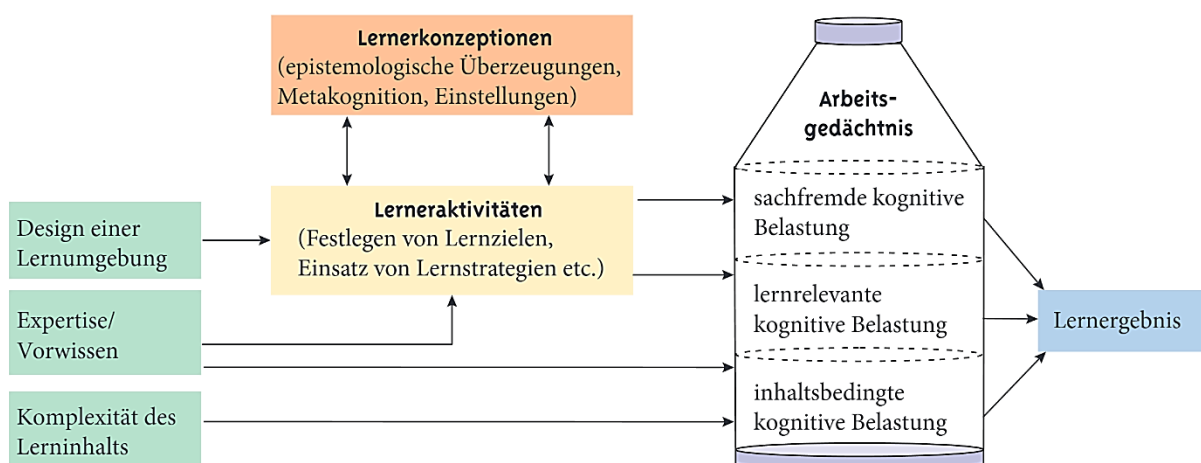 Lernerkonzeptionen
(epistemologische Überzeugungen,
Metakognition, Einstellungen)
Arbeits-
gedächtnis
Lerneraktivitäten
(Festlegen von Lernzielen,
Einsatz von Lernstrategien etc.)
Design einer
Lernumgebung
Expertise/
Vorwissen
Komplexität des
Lerninhalts
sachfremde kognitive
Belastung
lernrelevante
kognitive Belastung
inhaltsbedingte
kognitive Belastung
Lernergebnis